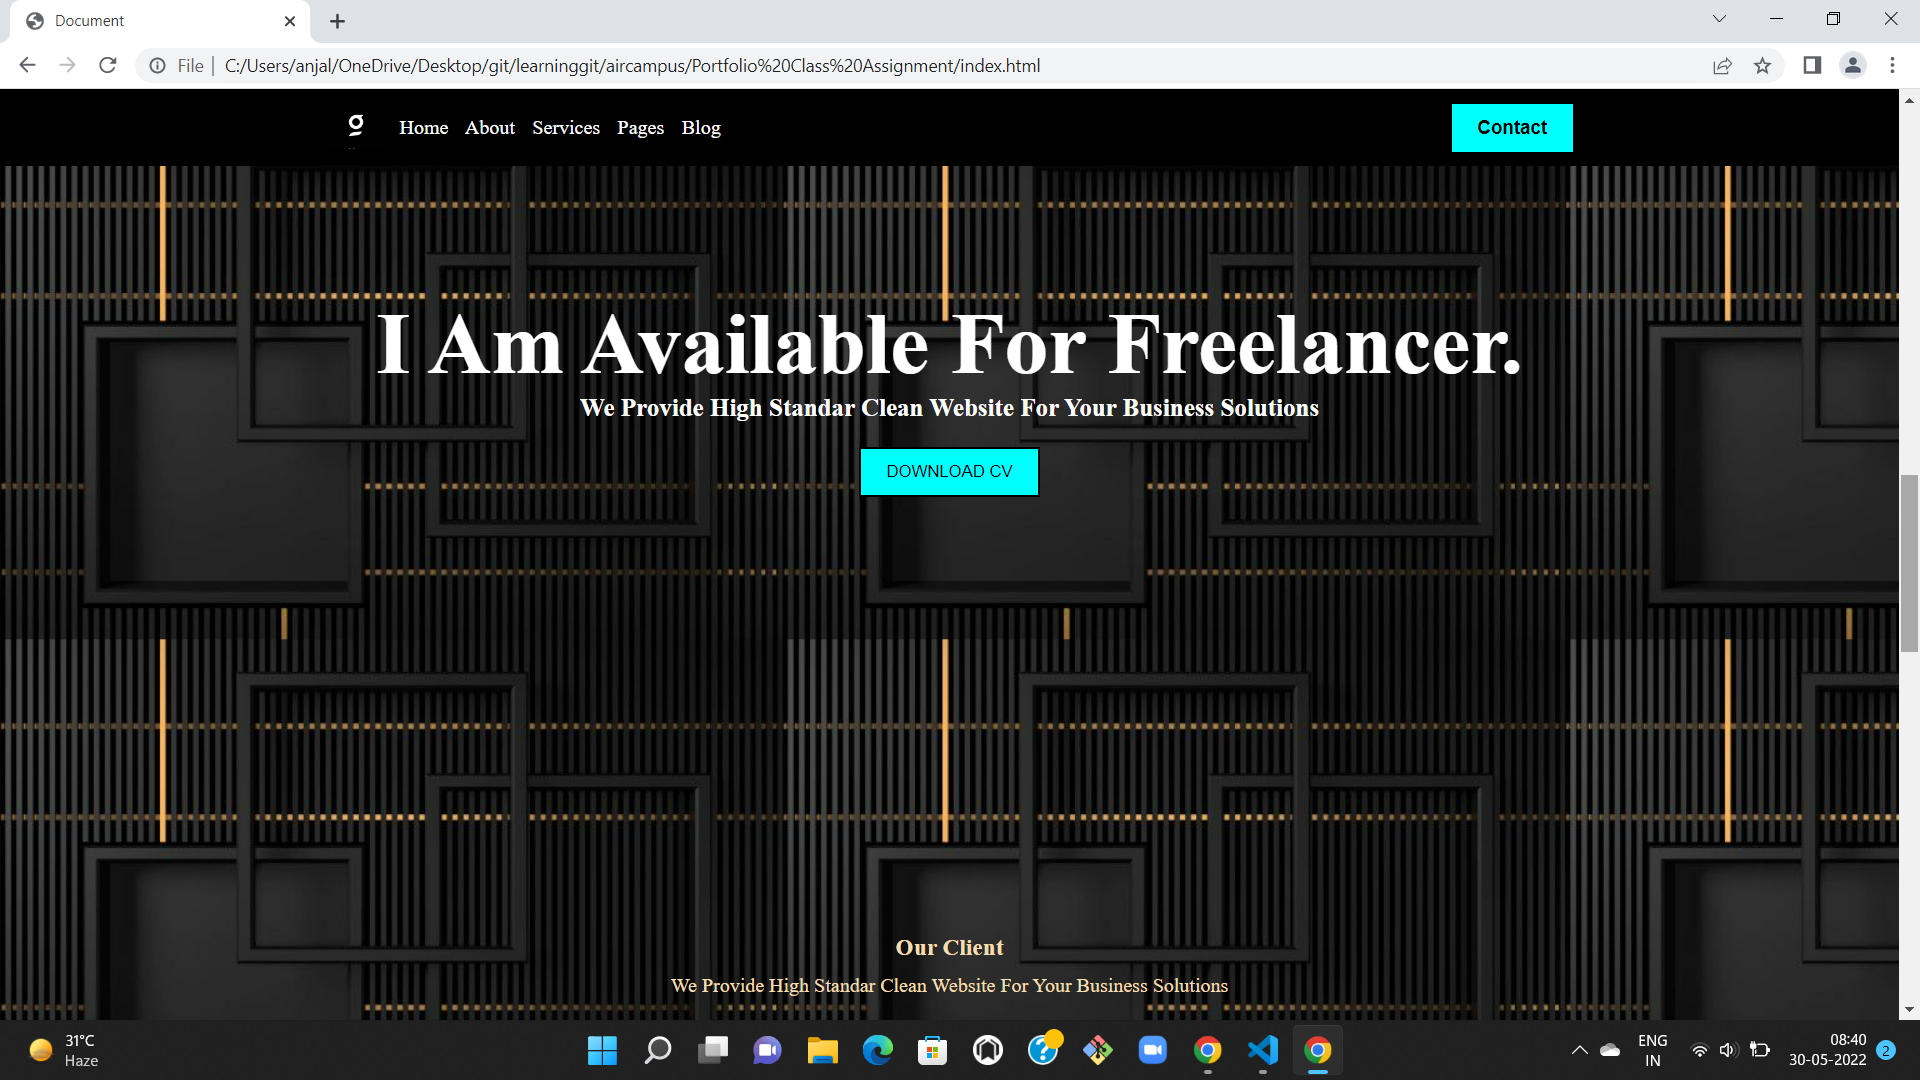 Document
File
C:/Users/anjal/OneDrive/Desktop/git/learninggit/aircampus/Portfolio%20Class%20Assignment/index.html
g
Home About Services Pages Blog
Contact
I Am Available For Freelancer.
We Provide High Standar Clean Website For Your Business Solutions
DOWNLOAD CV
Our Client
We Provide High Standar Clean Website For Your Business Solutions
31°C
Haze
ENG
IN
08:40
30-05-2022
2